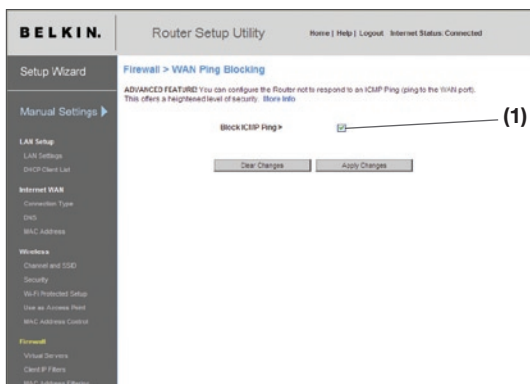 BELKIN.
Router Setup Utility
Home | Help | Logout Internet Status: Connected
Setup Wizard
Manual Settings
LAN Setup
LAN Settings
DHCP Client List
Internet WAN
Connection Type
DNS
MAC Address
Wireless
Channel and SSID
Security
Wi-Fi Protected Setup
Use as Access Point
MAC Address Control
Firewall
Virtual Servers
Client IP Filters
MAC Address Filtering
Firewall > WAN Ping Blocking
ADVANCED FEATURE! You can configure the Router not to respond to an ICMP Ping (ping to the WAN port).
This offers a heightened level of security. More Info
Block ICMP Ping >
(1)
Clear Changes
Apply Changes